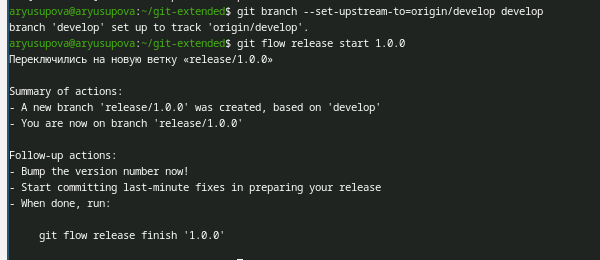 aryusupova@aryusupova:~/git-extended$ git branch --set-upstream-to=origin/develop develop
branch 'develop' set up to track 'origin/develop'.
aryusupova@aryusupova:~/git-extended$ git flow release start 1.0.0
Переключились на новую ветку «release/1.0.0»
Summary of actions:
- A new branch 'release/1.0.0' was created, based on 'develop'
- You are now on branch 'release/1.0.0'
Follow-up actions:
- Bump the version number now!
- Start committing last-minute fixes in preparing your release
- When done, run:
git flow release finish '1.0.0'